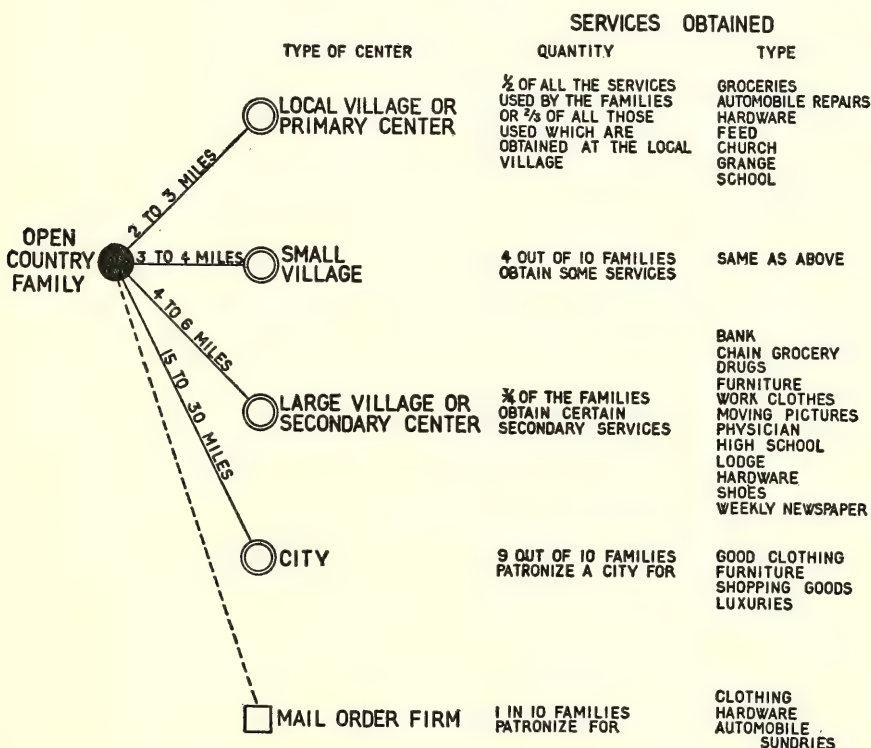 SERVICES OBTAINED
TYPE OF CENTER
QUANTITY
TYPE
OPEN
COUNTRY
FAMILY
2 TO 3 MILES
LOCAL VILLAGE OR
PRIMARY CENTER
½ OF ALL THE SERVICES
USED BY THE FAMILIES
OR ⅔ OF ALL THOSE
USED WHICH ARE
OBTAINED AT THE LOCAL
VILLAGE
GROCERIES
AUTOMOBILE REPAIRS
HARDWARE
FEED
CHURCH
GRANGE
SCHOOL
3 TO 4 MILES
SMALL
VILLAGE
4 OUT OF 10 FAMILIES
OBTAIN SOME SERVICES
SAME AS ABOVE
4 TO 6 MILES
LARGE VILLAGE OR
SECONDARY CENTER
¾ OF THE FAMILIES
OBTAIN CERTAIN
SECONDARY SERVICES
BANK
CHAIN GROCERY
DRUGS
FURNITURE
WORK CLOTHES
MOVING PICTURES
PHYSICIAN
HIGH SCHOOL
LODGE
HARDWARE
SHOES
WEEKLY NEWSPAPER
15 TO 30 MILES
CITY
9 OUT OF 10 FAMILIES
PATRONIZE A CITY FOR
GOOD CLOTHING
FURNITURE
SHOPPING GOODS
LUXURIES
MAIL ORDER FIRM
1 IN 10 FAMILIES
PATRONIZE FOR
CLOTHING
HARDWARE
AUTOMOBILE
SUNDRIES